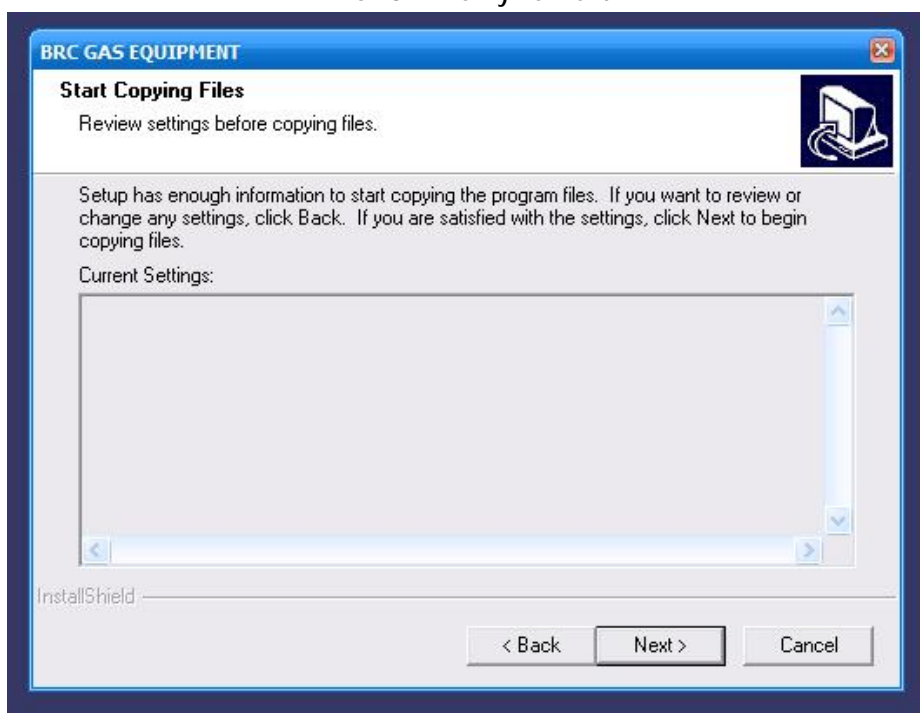 BRC GAS EQUIPMENT
Start Copying Files
Review settings before copying files.
Setup has enough information to start copying the program files. If you want to review or
change any settings, click Back. If you are satisfied with the settings, click Next to begin
copying files.
Current Settings:
InstallShield
< Back Next > Cancel